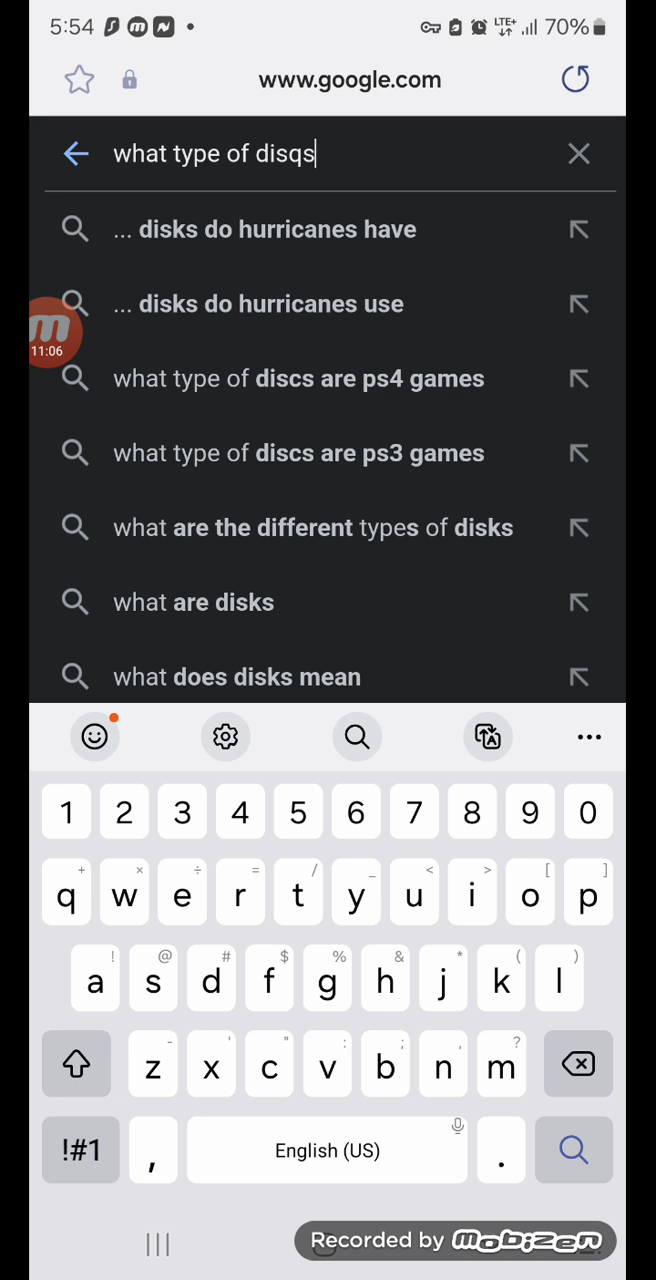 5:54 LTE+ 70%
www.google.com
what type of disqs
... disks do hurricanes have
... disks do hurricanes use
m
11:06
what type of discs are ps4 games
what type of discs are ps3 games
what are the different types of disks
what are disks
what does disks mean
1 2 3 4 5 6 7 8 9 0
+ × ÷ = / _ < > [ ]
q w e r t y u i o p
! @ # $ % & * ( )
a s d f g h j k l
- ' " : ; , ?
z x c v b n m
!#1 , English (US) .
Recorded by mobizen